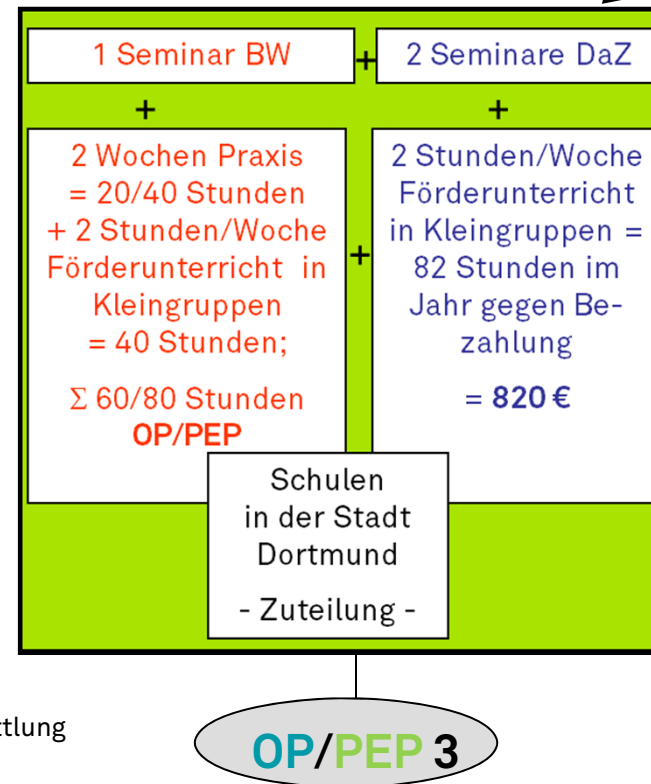 1 Seminar BW
+
2 Seminare DaZ
+
+
2 Wochen Praxis
= 20/40 Stunden
+ 2 Stunden/Woche
Förderunterricht in
Kleingruppen
= 40 Stunden;
Σ 60/80 Stunden
OP/PEP
+
2 Stunden/Woche
Förderunterricht
in Kleingruppen =
82 Stunden im
Jahr gegen Be-
zahlung
= 820 €
Schulen
in der Stadt
Dortmund
- Zuteilung -
ttlung
OP/PEP 3